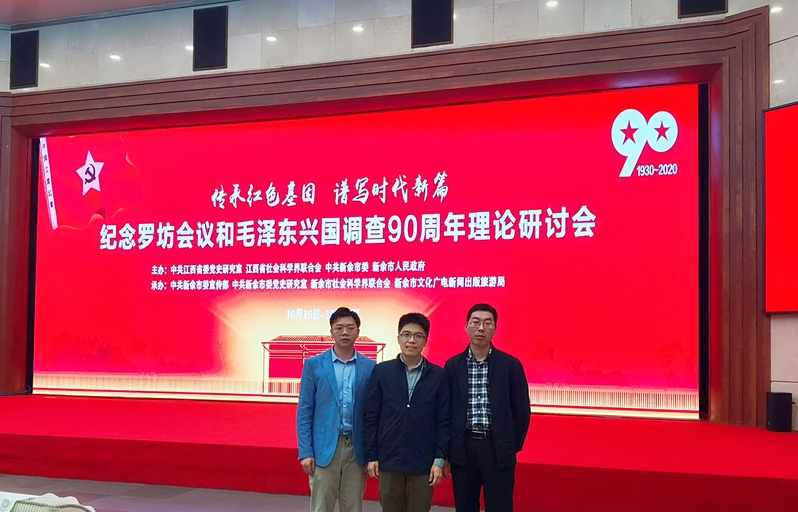 90
1930-2020
传承红色基因 谱写时代新篇
纪念罗坊会议和毛泽东兴国调查90周年理论研讨会
主办：中共江西省委党史研究室 江西省社会科学界联合会 中共新余市委 新余市人民政府
承办：中共新余市委宣传部 中共新余市委党史研究室 新余市社会科学界联合会 新余市文化广电新闻出版旅游局